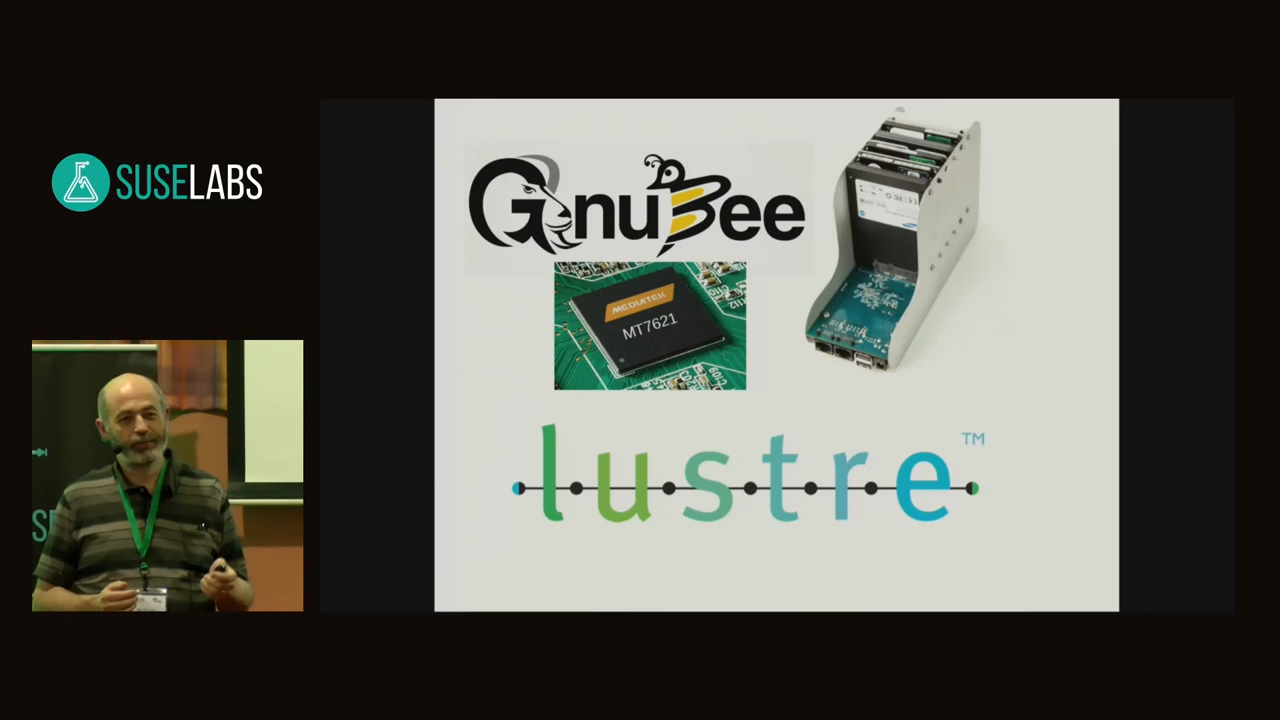 SUSELABS
GnuBee
MEDIATEK
MT7621
lustre™